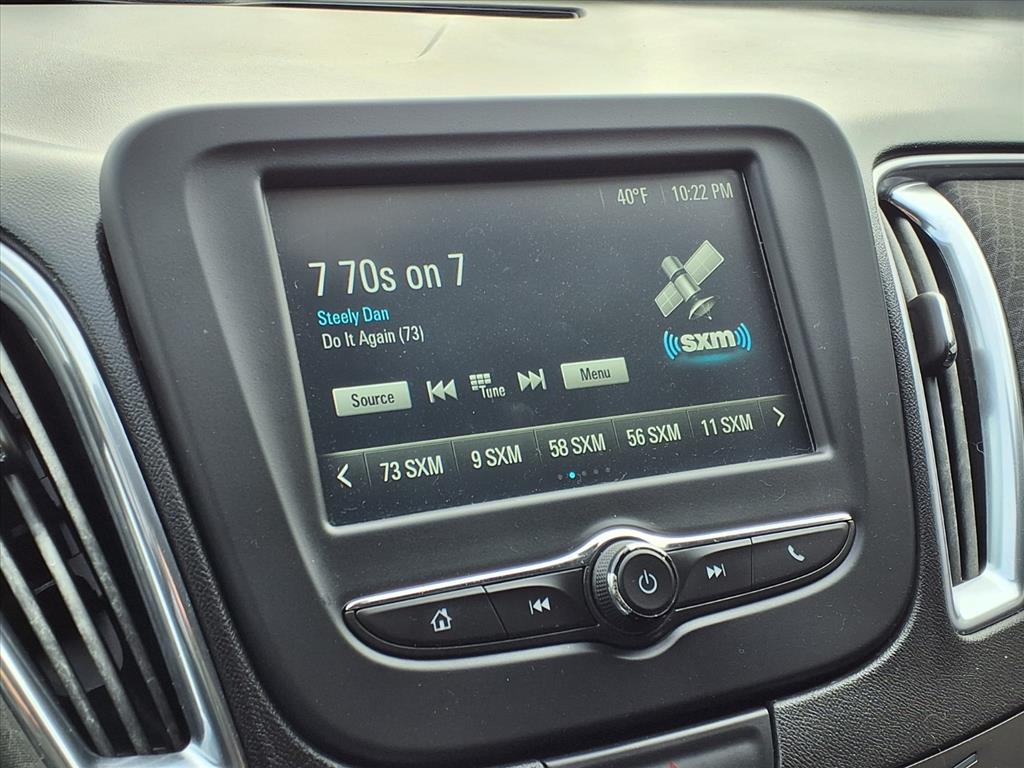 40°F 10:22 PM
7 70s on 7
Steely Dan
Do It Again (73)
sxm
Source Tune Menu
73 SXM 9 SXM 58 SXM 56 SXM 11 SXM